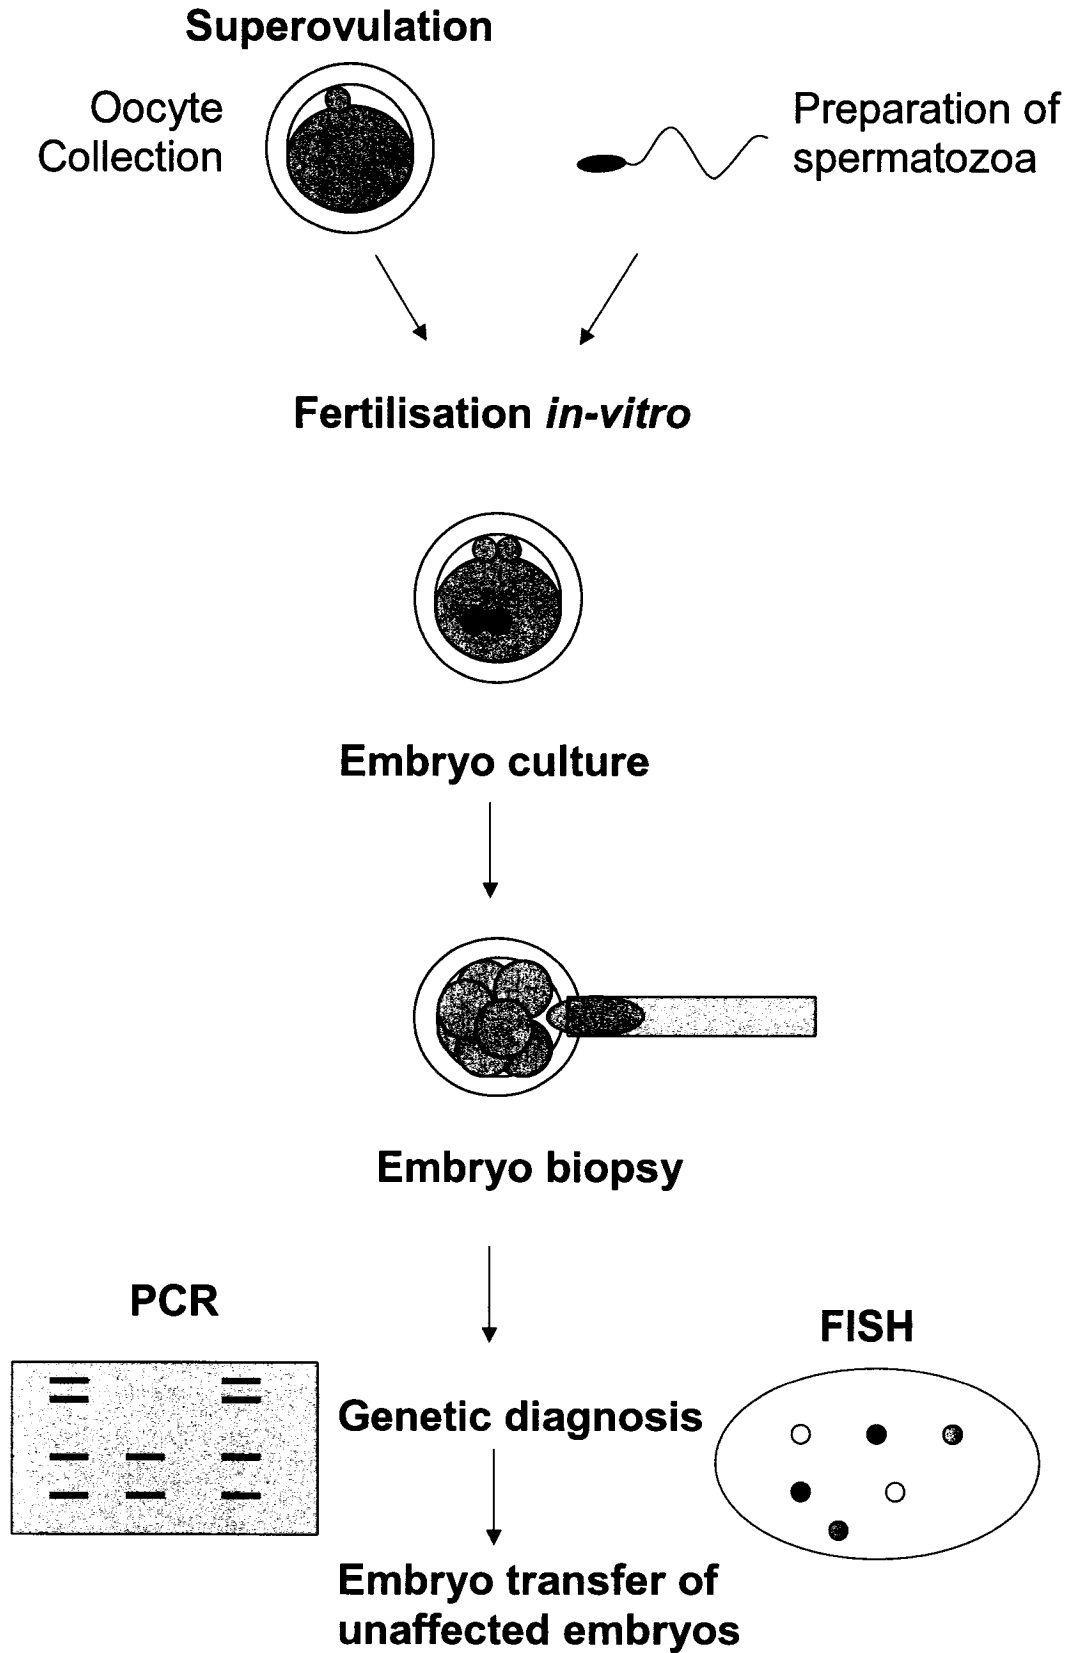 Superovulation
Oocyte
Collection
Preparation of
spermatozoa
Fertilisation in-vitro
Embryo culture
Embryo biopsy
PCR
FISH
Genetic diagnosis
Embryo transfer of
unaffected embryos